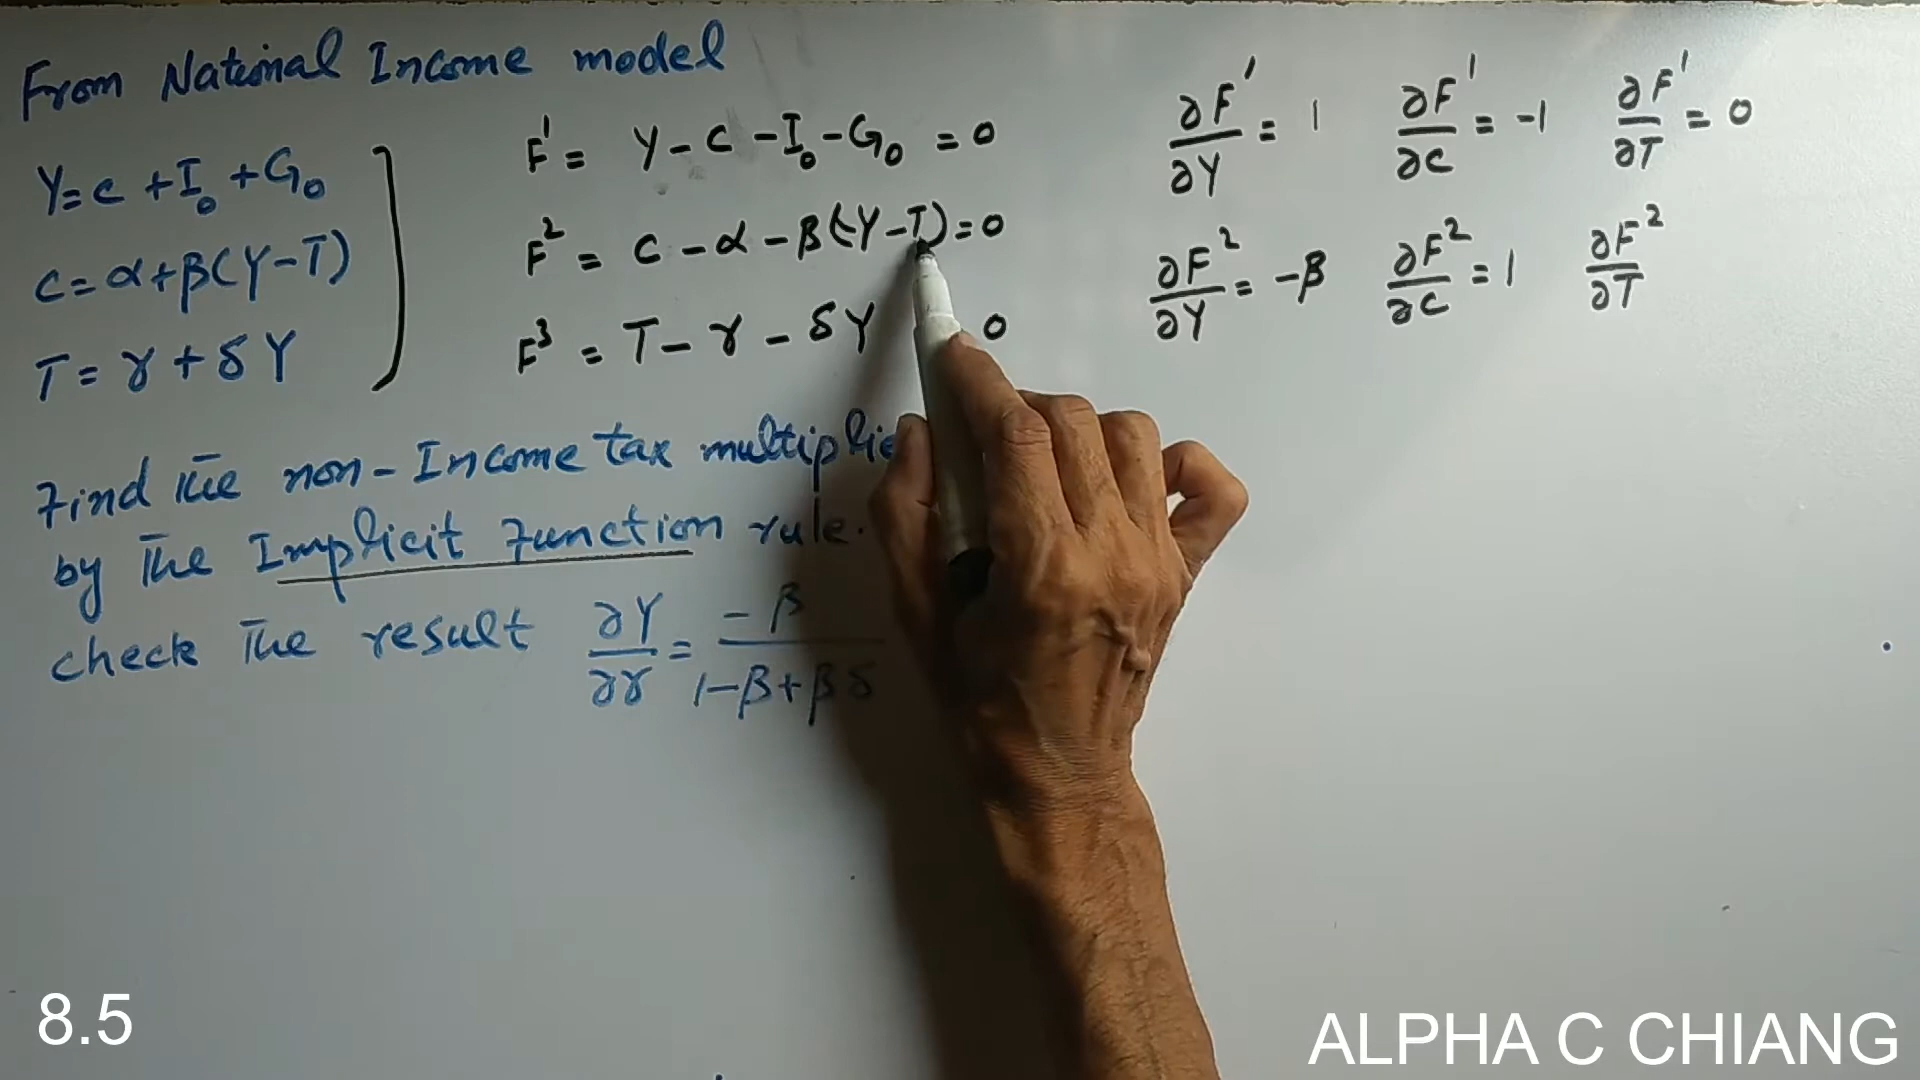 From National Income model
Y = C + I₀ + G₀
C = α + β(Y-T)
T = γ + δY
F¹ = Y - C - I₀ - G₀ = 0
F² = C - α - β(Y-T) = 0
F³ = T - γ - δY 0
Find the non-Income tax multiplie
by the Implicit Function rule.
check the result ∂Y/∂γ = -β/(1-β+βδ)
∂F¹/∂Y = 1 ∂F¹/∂C = -1 ∂F¹/∂T = 0
∂F²/∂Y = -β ∂F²/∂C = 1 ∂F²/∂T
8.5
ALPHA C CHIANG